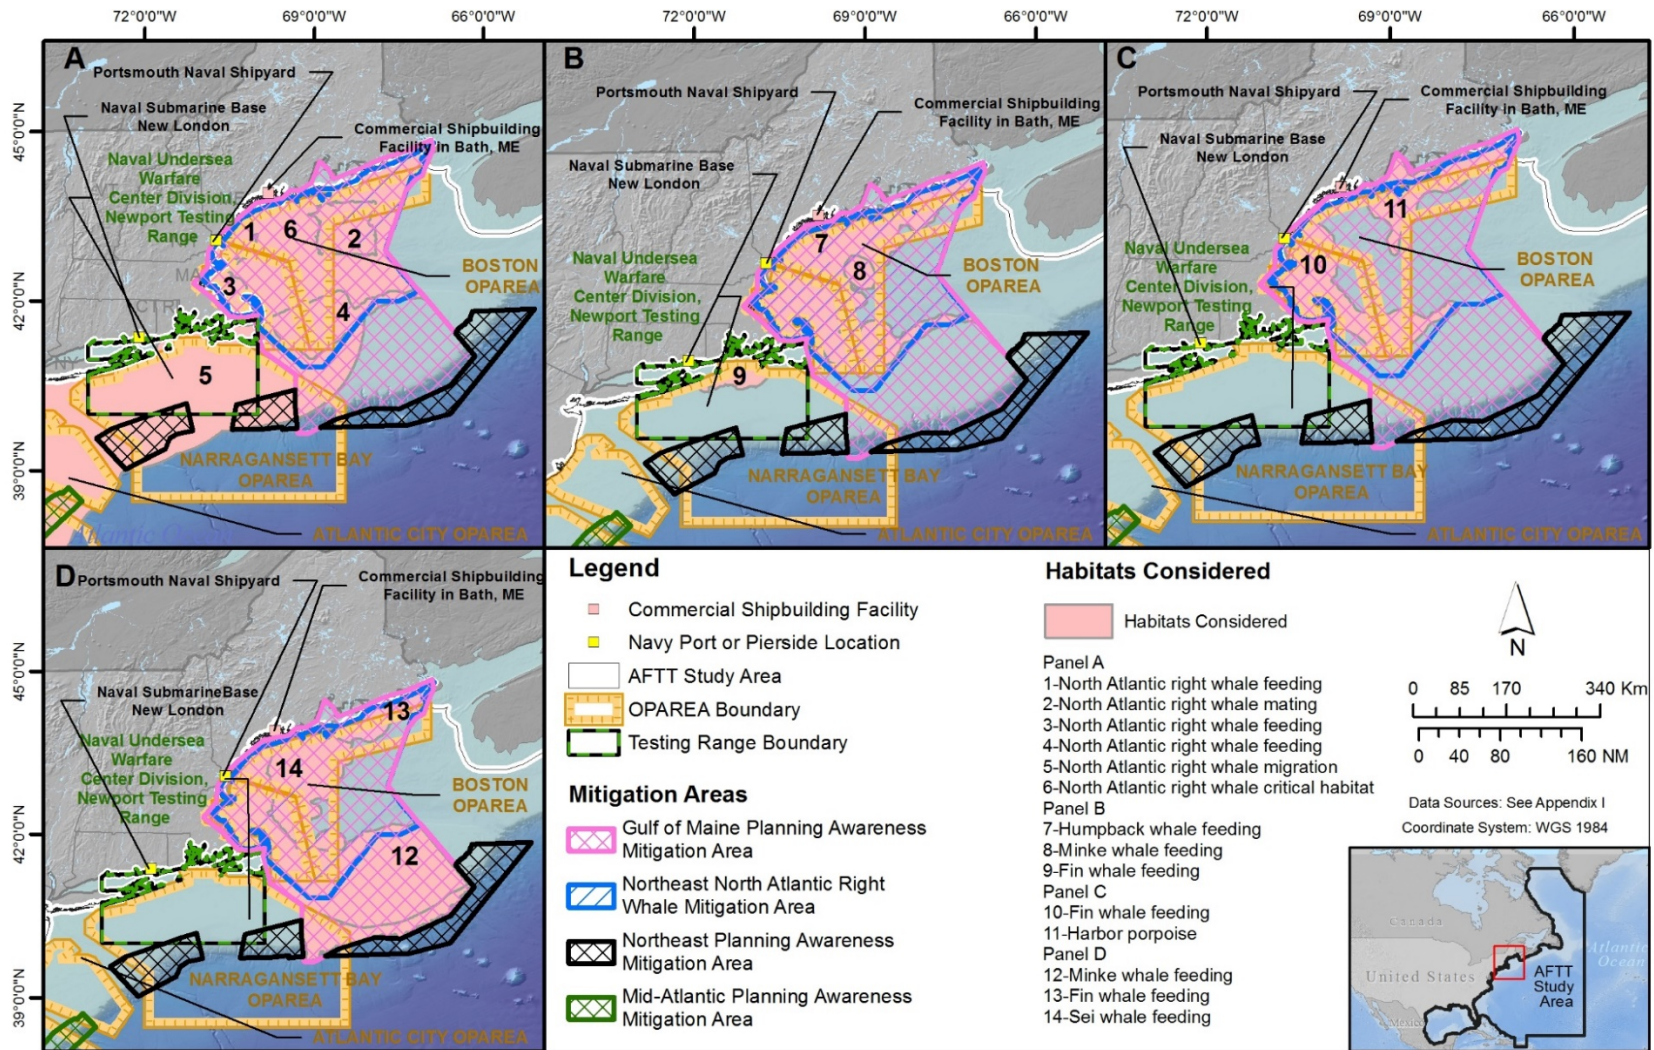 72°0'0"W 69°0'0"W 66°0'0"W 72°0'0"W 69°0'0"W 66°0'0"W 72°0'0"W 69°0'0"W 66°0'0"W
45°0'0"N
42°0'0"N
39°0'0"N
A
Portsmouth Naval Shipyard
Naval Submarine Base
New London
Commercial Shipbuilding
Facility in Bath, ME
Naval Undersea
Warfare
Center Division,
Newport Testing
Range
1
6
2
3
4
5
MA
CT
RI
NY
BOSTON
OPAREA
NARRAGANSETT BAY
OPAREA
ATLANTIC CITY OPAREA
B
Portsmouth Naval Shipyard
Commercial Shipbuilding
Facility in Bath, ME
Naval Submarine Base
New London
Naval Undersea
Warfare
Center Division,
Newport Testing
Range
7
8
9
BOSTON
OPAREA
NARRAGANSETT BAY
OPAREA
ATLANTIC CITY OPAREA
C
Portsmouth Naval Shipyard
Commercial Shipbuilding
Facility in Bath, ME
Naval Submarine Base
New London
Naval Undersea
Warfare
Center Division,
Newport Testing
Range
11
10
BOSTON
OPAREA
NARRAGANSETT BAY
OPAREA
ATLANTIC CITY OPAREA
45°0'0"N
42°0'0"N
39°0'0"N
D
Portsmouth Naval Shipyard
Commercial Shipbuilding
Facility in Bath, ME
Naval SubmarineBase
New London
Naval Undersea
Warfare
Center Division,
Newport Testing
Range
13
14
12
BOSTON
OPAREA
NARRAGANSETT BAY
OPAREA
ATLANTIC CITY OPAREA
Legend
Commercial Shipbuilding Facility
Navy Port or Pierside Location
AFTT Study Area
OPAREA Boundary
Testing Range Boundary
Mitigation Areas
Gulf of Maine Planning Awareness
Mitigation Area
Northeast North Atlantic Right
Whale Mitigation Area
Northeast Planning Awareness
Mitigation Area
Mid-Atlantic Planning Awareness
Mitigation Area
Habitats Considered
Habitats Considered
Panel A
1-North Atlantic right whale feeding
2-North Atlantic right whale mating
3-North Atlantic right whale feeding
4-North Atlantic right whale feeding
5-North Atlantic right whale migration
6-North Atlantic right whale critical habitat
Panel B
7-Humpback whale feeding
8-Minke whale feeding
9-Fin whale feeding
Panel C
10-Fin whale feeding
11-Harbor porpoise
Panel D
12-Minke whale feeding
13-Fin whale feeding
14-Sei whale feeding
N
0 85 170 340 Km
0 40 80 160 NM
Data Sources: See Appendix I
Coordinate System: WGS 1984
Canada
United States
Mexico
Atlantic
Ocean
AFTT
Study
Area